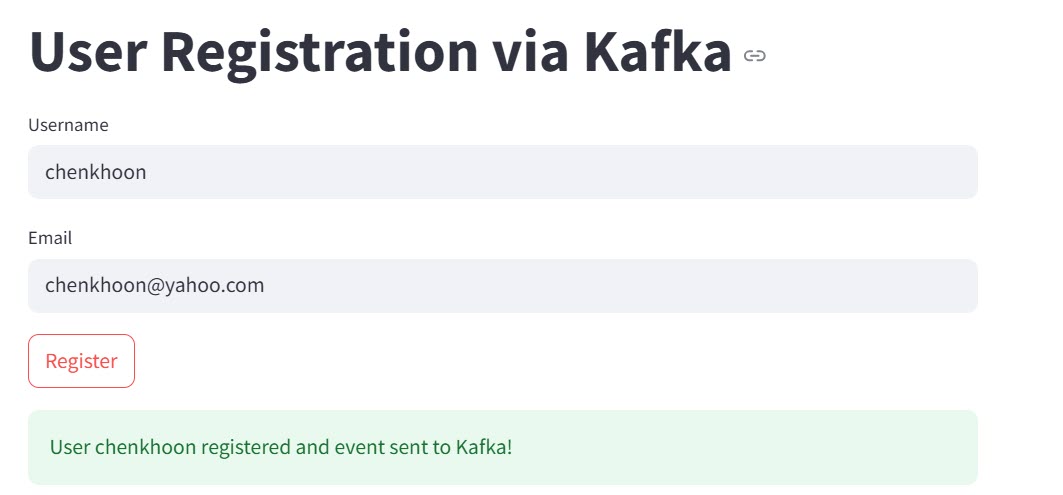 User Registration via Kafka
Username
chenkhoon
Email
chenkhoon@yahoo.com
Register
User chenkhoon registered and event sent to Kafka!